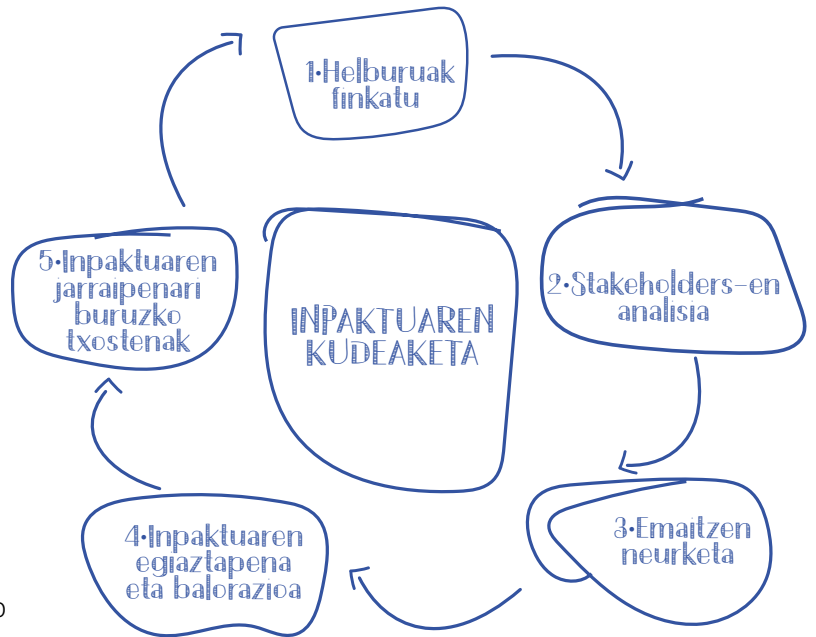 1•Helburuak
finkatu
2•Stakeholders-en
analisia
3•Emaitzen
neurketa
4•Inpaktuaren
egiaztapena
eta balorazioa
5•Inpaktuaren
jarraipenari
buruzko
txostenak
INPAKTUAREN
KUDEAKETA